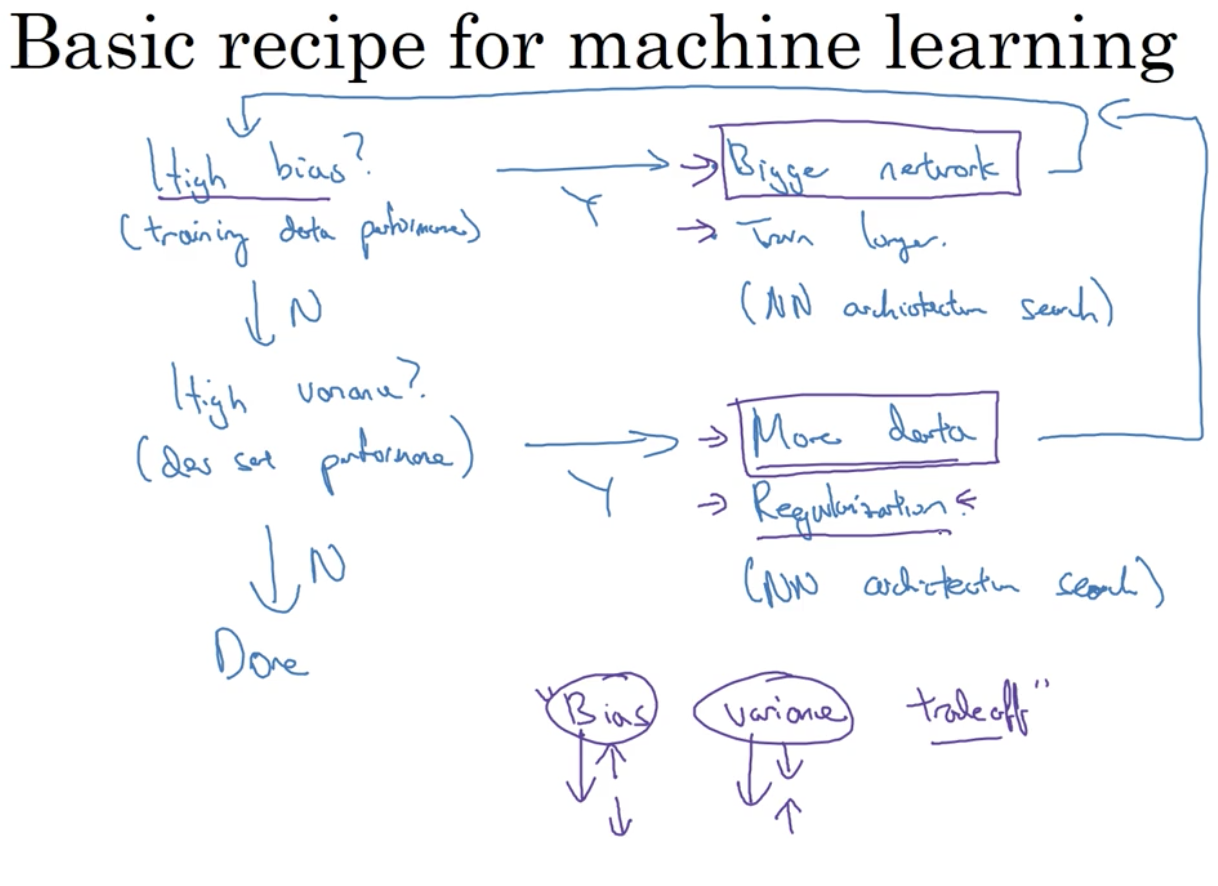 Basic recipe for machine learning
High bias?
(training data performance)
Y
Bigger network
Train longer.
(NN architecture search)
N
High variance?
(dev set performance)
Y
More data
Regularization
(NN architecture search)
N
Done
"Bias variance tradeoff"